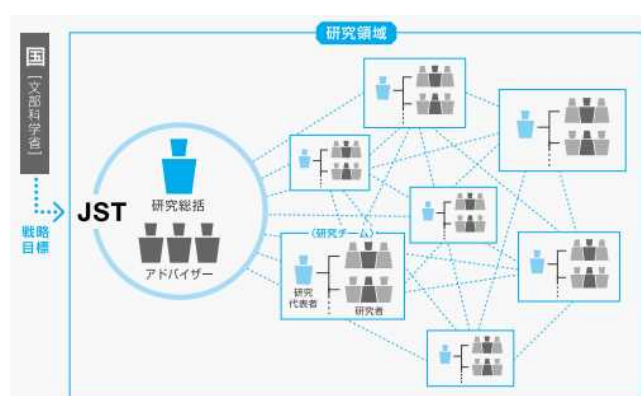 研究領域
国
[文部科学省]
戦略
目標
JST
研究総括
アドバイザー
〈研究チーム〉
研究
代表者
研究者